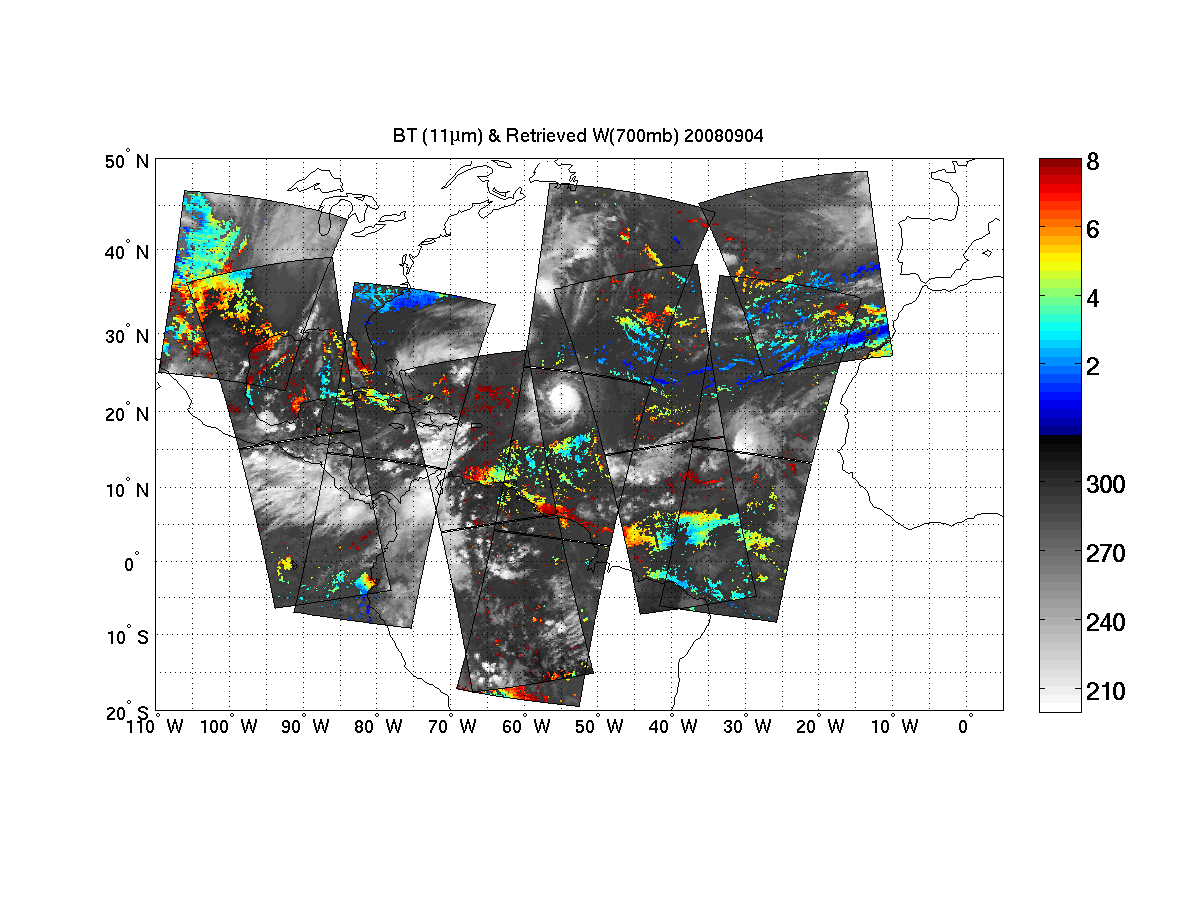 BT (11μm) & Retrieved W(700mb) 20080904
50° N
40° N
30° N
20° N
10° N
0°
10° S
20° S
110° W
100° W
90° W
80° W
70° W
60° W
50° W
40° W
30° W
20° W
10° W
0°
8
6
4
2
300
270
240
210